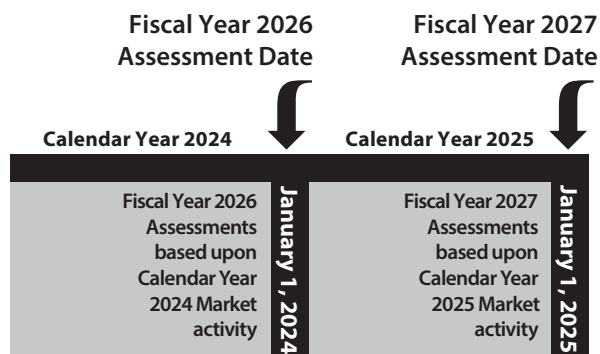 Fiscal Year 2026
Assessment Date
Fiscal Year 2027
Assessment Date
Calendar Year 2024
Calendar Year 2025
Fiscal Year 2026
Assessments
based upon
Calendar Year
2024 Market
activity
January 1, 2024
Fiscal Year 2027
Assessments
based upon
Calendar Year
2025 Market
activity
January 1, 2025